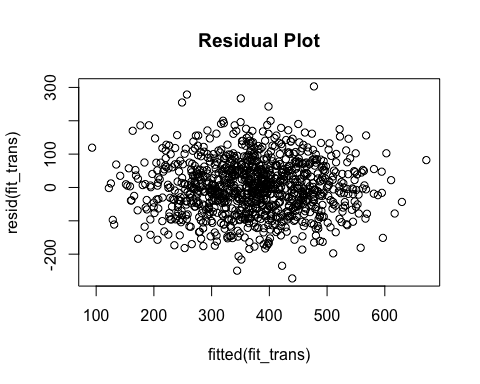 Residual Plot
300
100
0
-200
resid(fit_trans)
100 200 300 400 500 600
fitted(fit_trans)